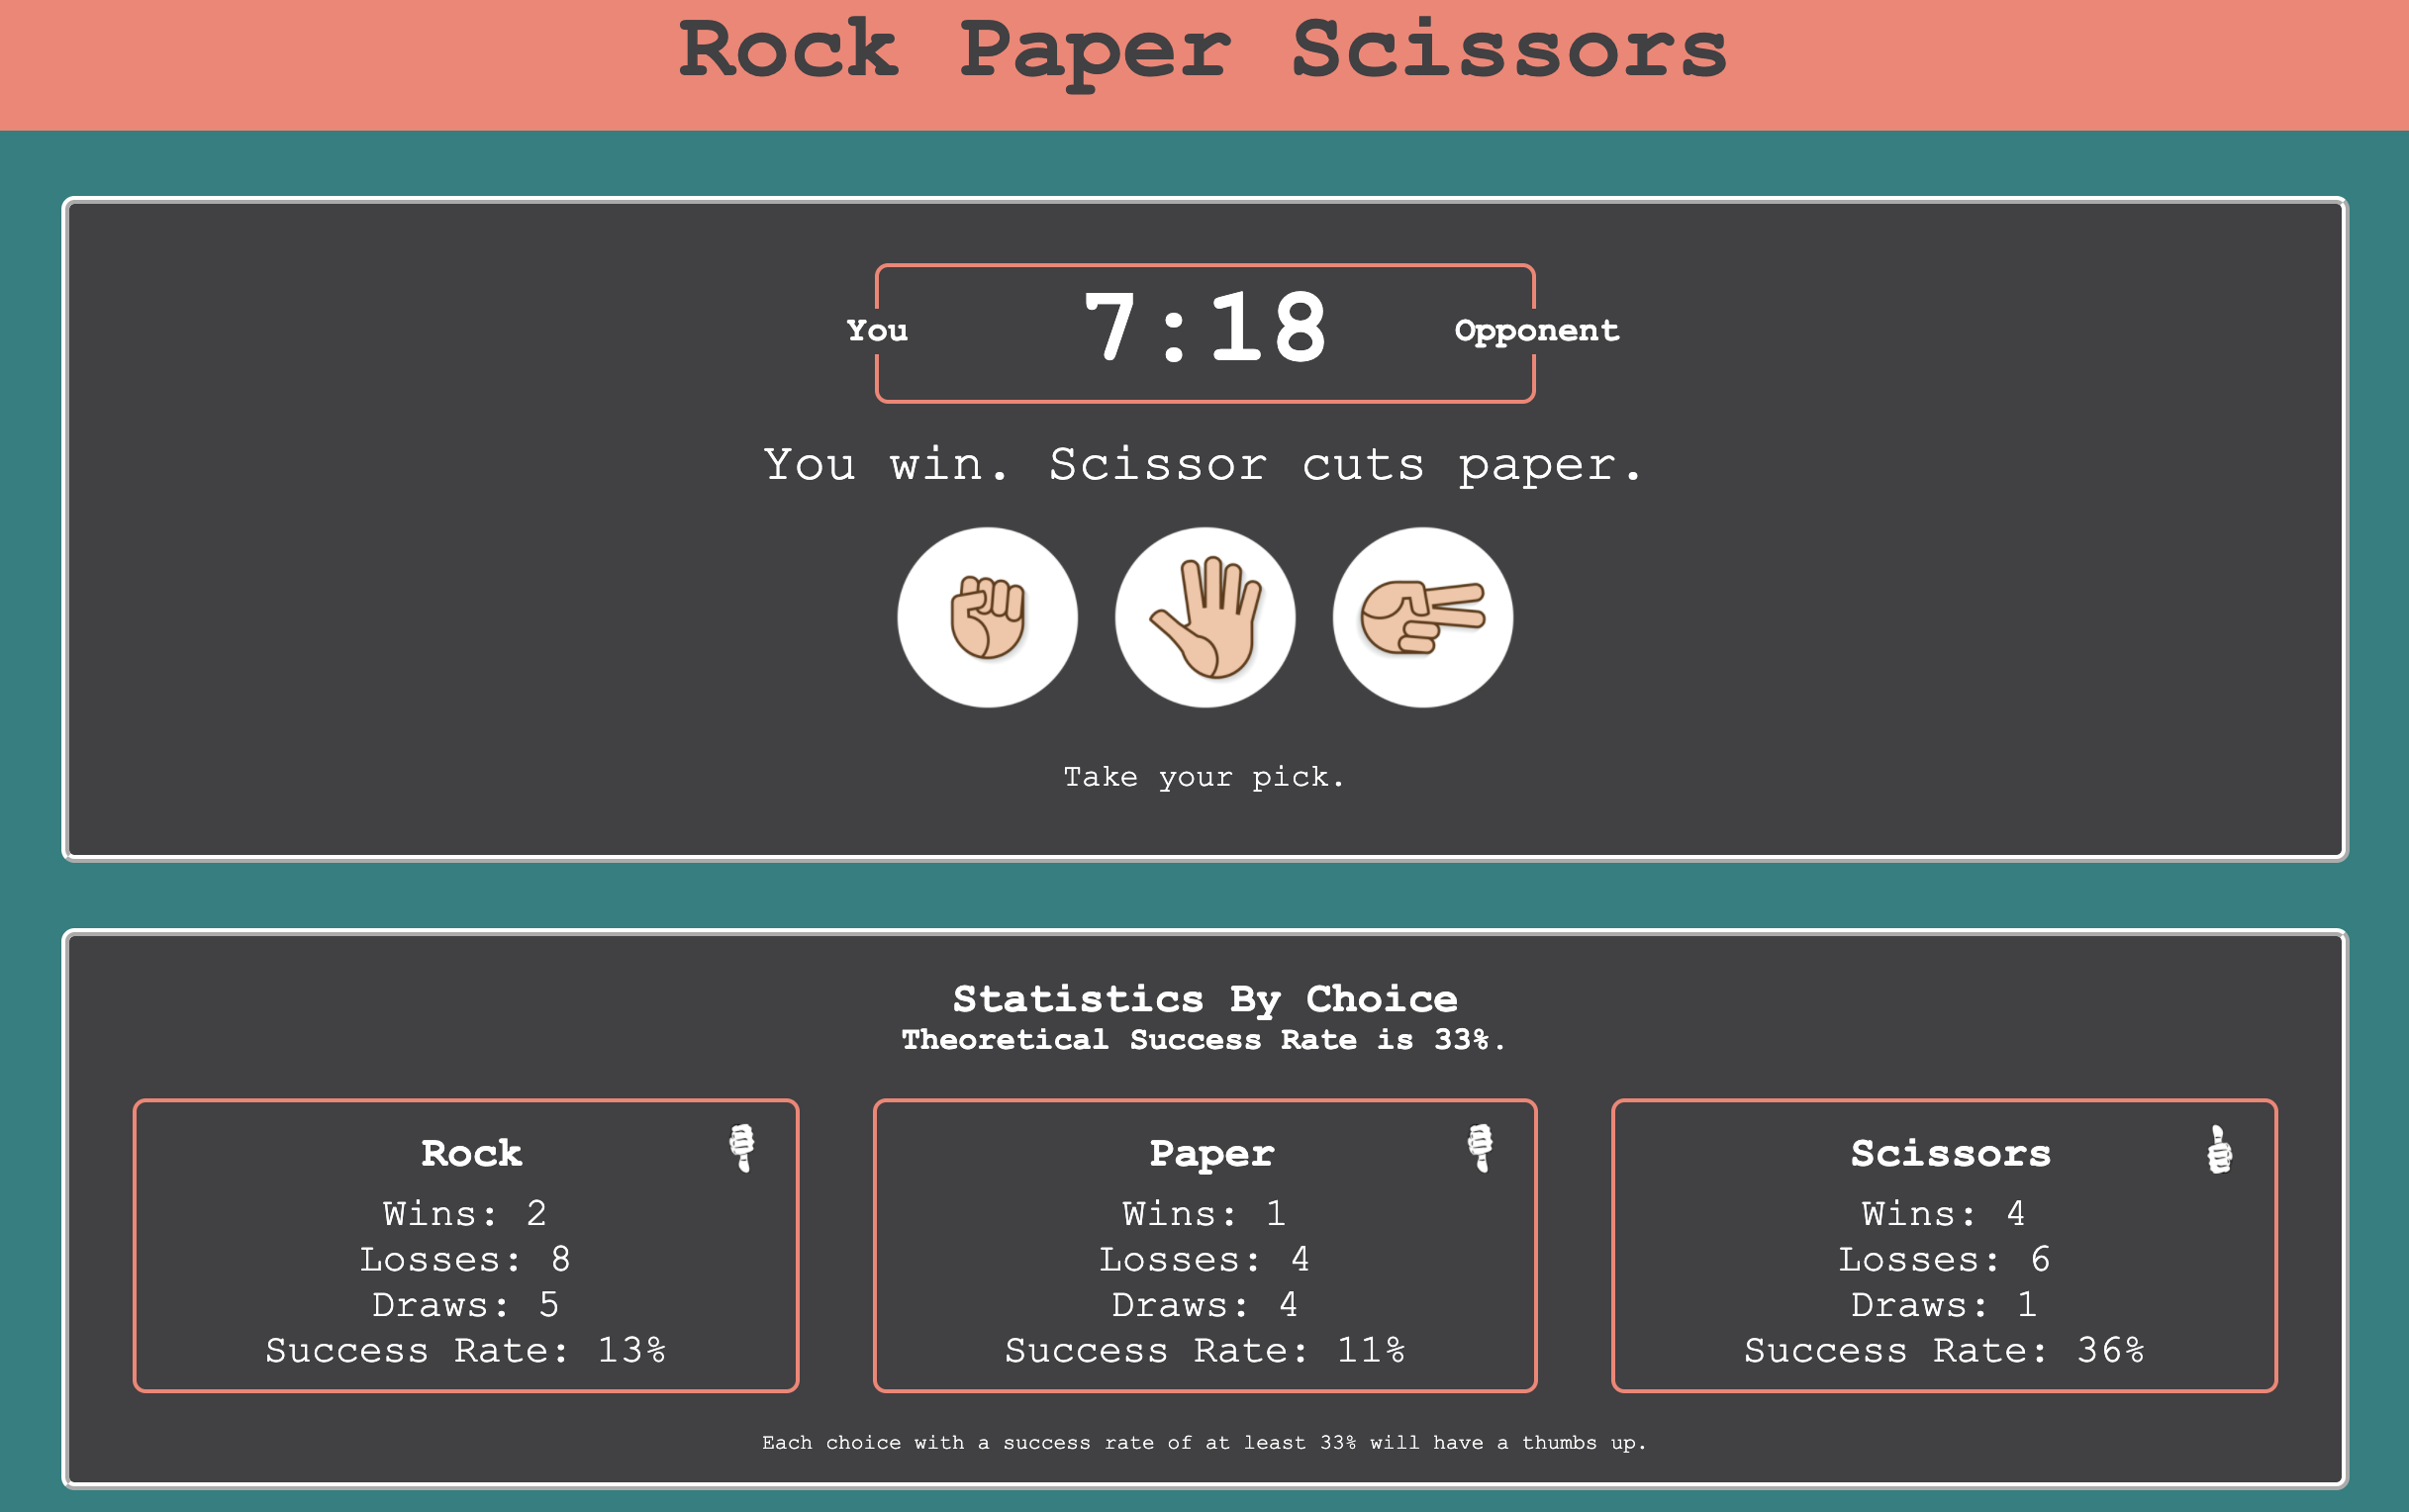 Rock Paper Scissors
You 7:18 Opponent
You win. Scissor cuts paper.
Take your pick.
Statistics By Choice
Theoretical Success Rate is 33%.
Rock
Wins: 2
Losses: 8
Draws: 5
Success Rate: 13%
Paper
Wins: 1
Losses: 4
Draws: 4
Success Rate: 11%
Scissors
Wins: 4
Losses: 6
Draws: 1
Success Rate: 36%
Each choice with a success rate of at least 33% will have a thumbs up.